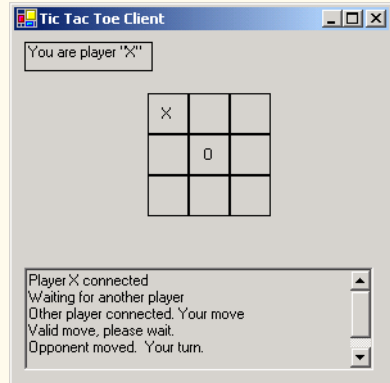 Tic Tac Toe Client
You are player "X"
X
O
Player X connected
Waiting for another player
Other player connected. Your move
Valid move, please wait.
Opponent moved.  Your turn.